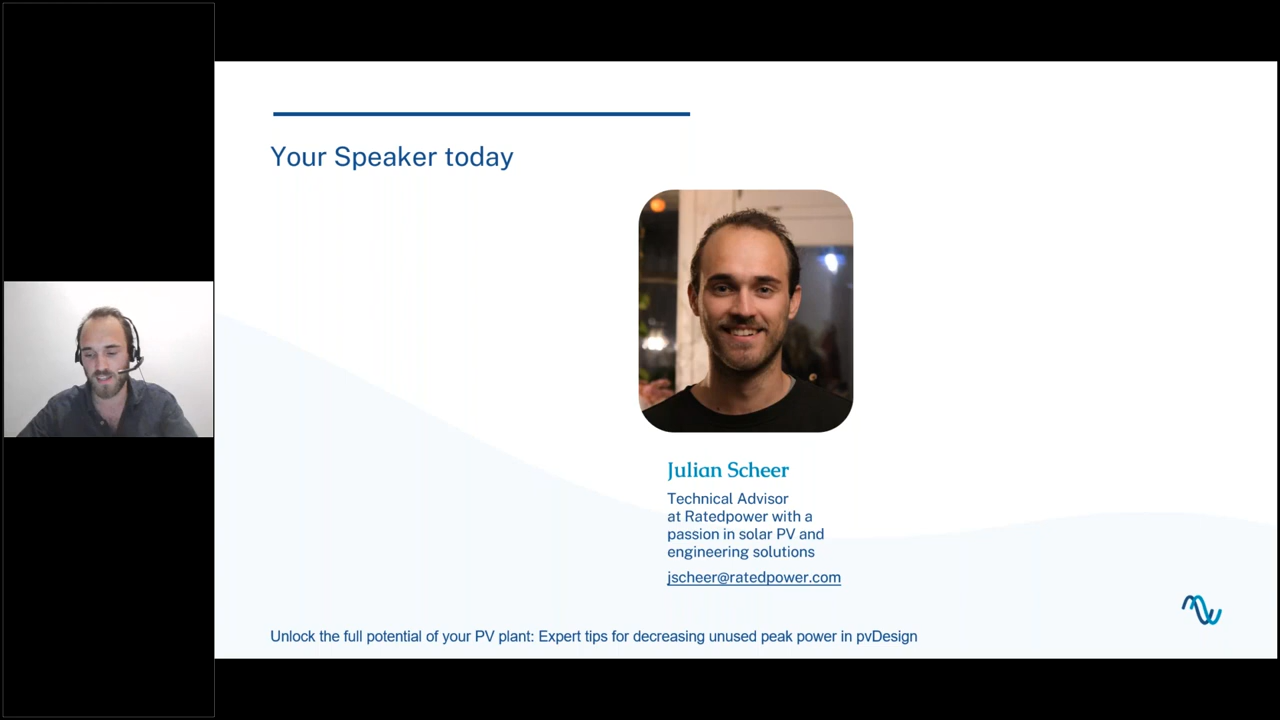 Your Speaker today
Julian Scheer
Technical Advisor
at Ratedpower with a
passion in solar PV and
engineering solutions
jscheer@ratedpower.com
Unlock the full potential of your PV plant: Expert tips for decreasing unused peak power in pvDesign